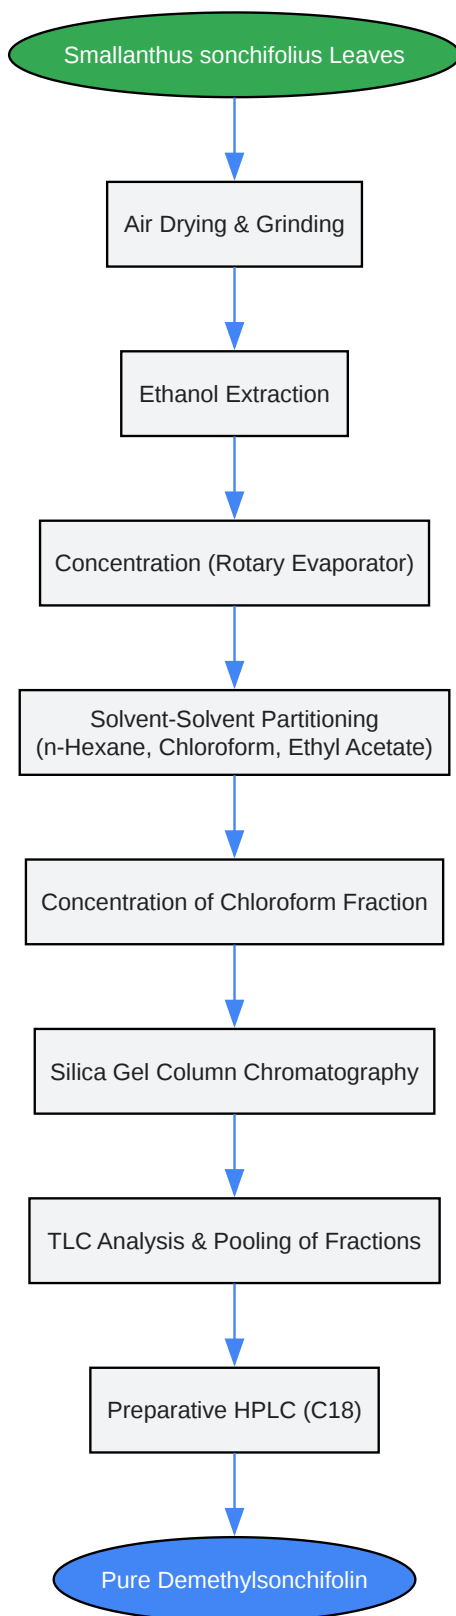 Smallanthus sonchifolius Leaves
Air Drying & Grinding
Ethanol Extraction
Concentration (Rotary Evaporator)
Solvent-Solvent Partitioning
(n-Hexane, Chloroform, Ethyl Acetate)
Concentration of Chloroform Fraction
Silica Gel Column Chromatography
TLC Analysis & Pooling of Fractions
Preparative HPLC (C18)
Pure Demethylsonchifolin